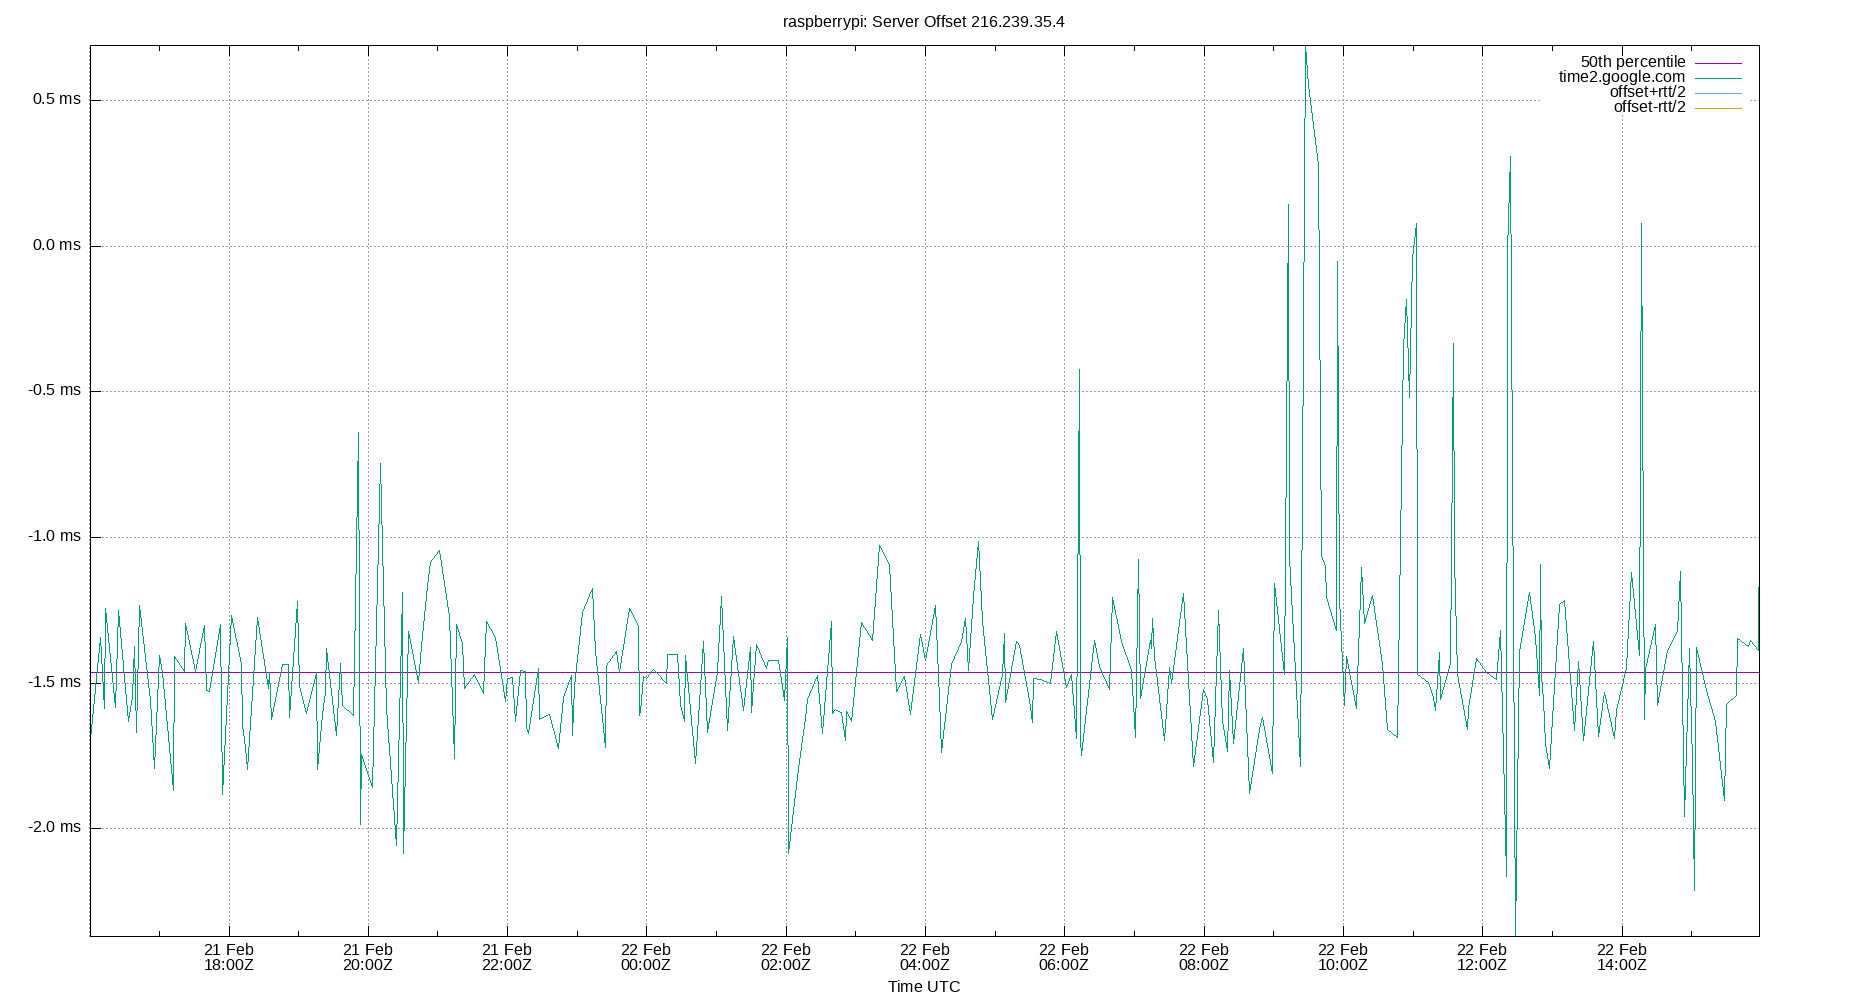 raspberrypi: Server Offset 216.239.35.4
50th percentile
time2.google.com
offset+rtt/2
offset-rtt/2
0.5 ms
0.0 ms
-0.5 ms
-1.0 ms
-1.5 ms
-2.0 ms
21 Feb 21 Feb 21 Feb 22 Feb 22 Feb 22 Feb 22 Feb 22 Feb 22 Feb 22 Feb 22 Feb
18:00Z 20:00Z 22:00Z 00:00Z 02:00Z 04:00Z 06:00Z 08:00Z 10:00Z 12:00Z 14:00Z
Time UTC